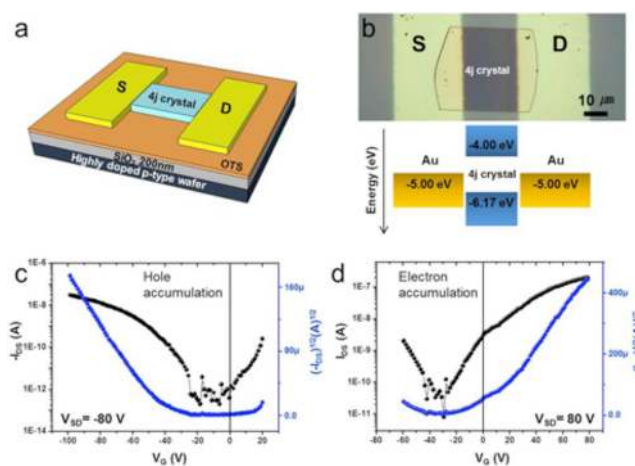 a
S
D
4j crystal
SiO₂ 200nm
OTS
Highly doped p-type wafer
b
S
4j crystal
D
10 μm
Energy (eV)
Au
-5.00 eV
-4.00 eV
4j crystal
-6.17 eV
Au
-5.00 eV
c
Hole
accumulation
-I_DS (A)
1E-6
1E-8
1E-10
1E-12
1E-14
(-I_DS)^1/2 (A)^1/2
160μ
80μ
0.0
V_SD= -80 V
-100 -80 -60 -40 -20 0 20
V_G (V)
d
Electron
accumulation
I_DS (A)
1E-7
1E-8
1E-9
1E-10
1E-11
400μ
200μ
0.0
V_SD= 80 V
-80 -60 -40 -20 0 20 40 60 80
V_G (V)